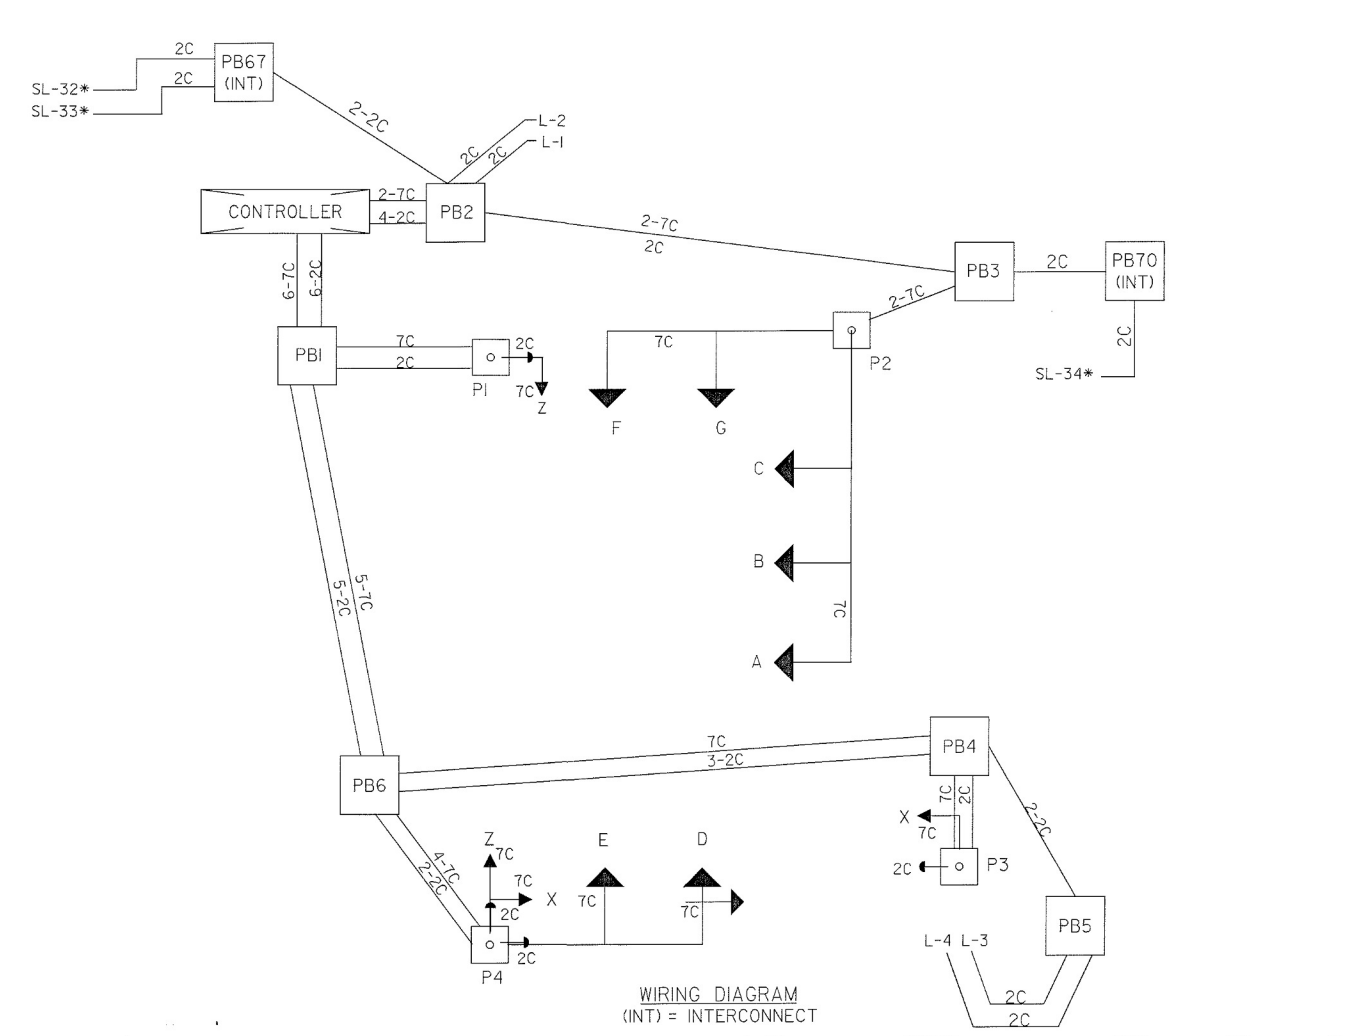 2C
PB67
(INT)
SL-32*
2C
SL-33*
2-2C
L-2
2C
L-1
2C
CONTROLLER
2-7C
4-2C
PB2
2-7C
2C
PB3
2C
PB70
(INT)
6-7C
6-2C
2-7C
2C
PB1
7C
2C
2C
P1
7C
Z
7C
P2
SL-34*
F
G
C
B
5-2C
5-7C
7C
A
7C
3-2C
PB4
PB6
7C
2C
X
7C
2-2C
4-7C
2-2C
Z
7C
E
D
2C
P3
7C
X
7C
7C
2C
PB5
L-4 L-3
2C
P4
WIRING DIAGRAM
(INT) = INTERCONNECT
2C
2C